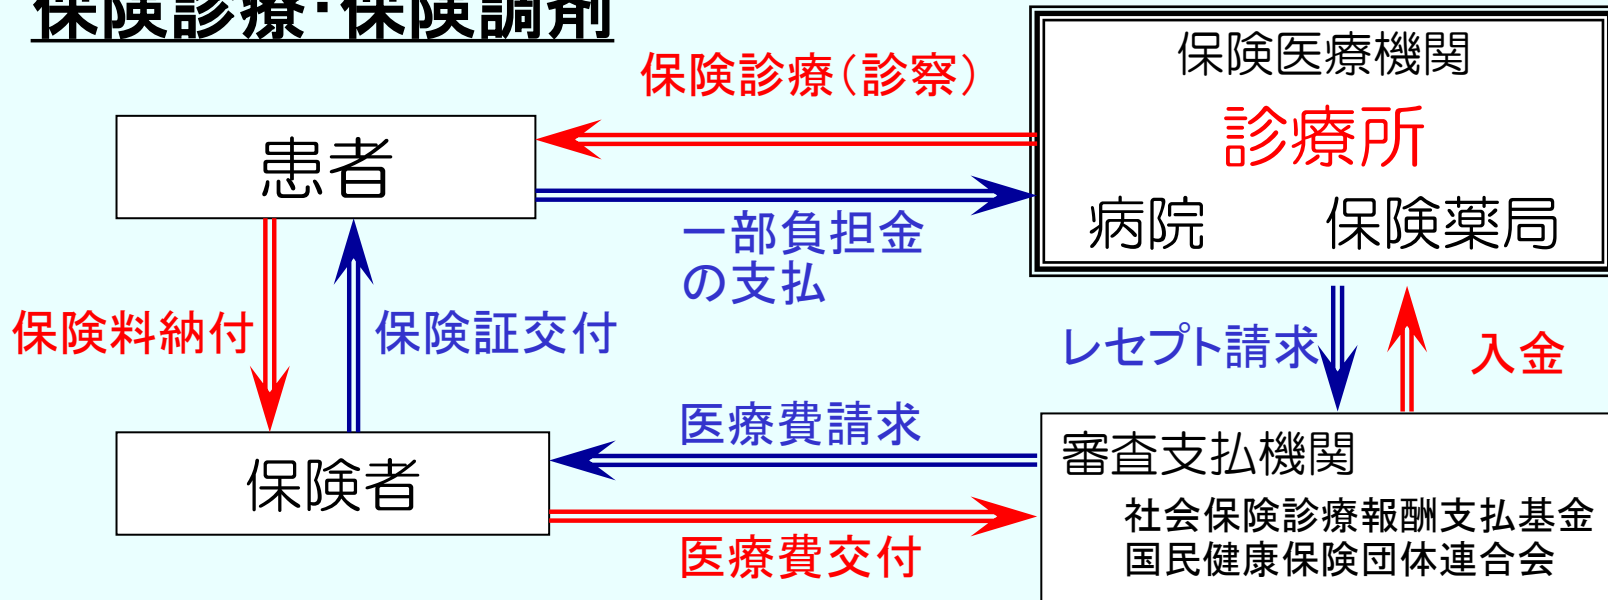 保険診療・保険調剤
保険診療（診察）
保険医療機関
診療所
病院 保険薬局
患者
一部負担金
の支払
保険料納付
保険証交付
レセプト請求
入金
医療費請求
保険者
審査支払機関
社会保険診療報酬支払基金
国民健康保険団体連合会
医療費交付